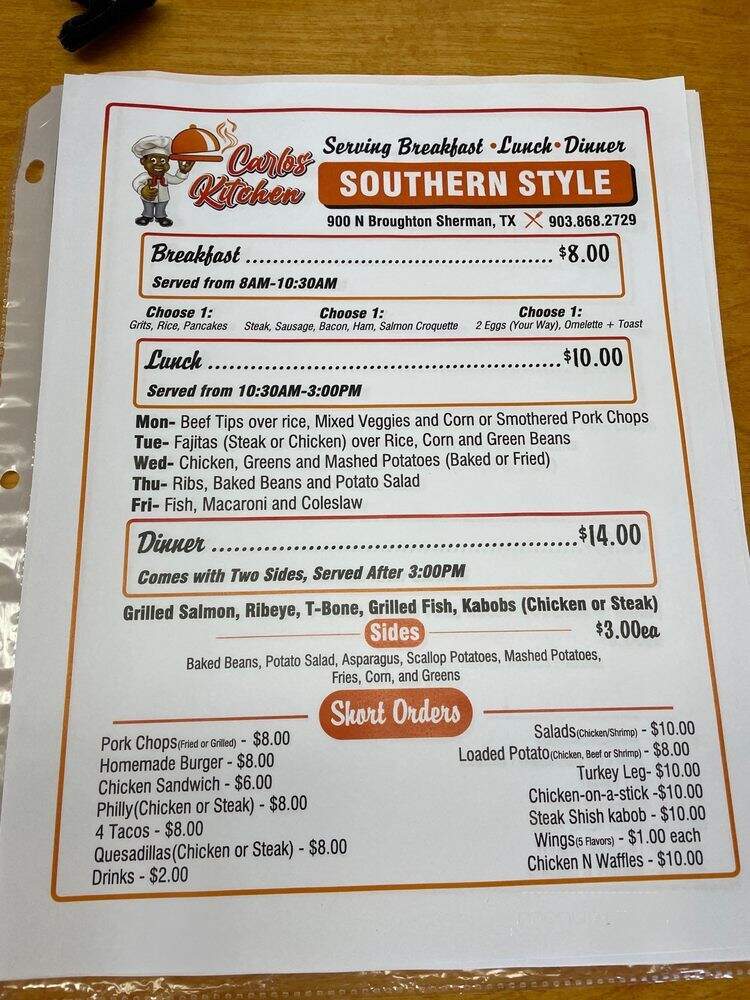 Carlos
Kitchen
Serving Breakfast • Lunch • Dinner
SOUTHERN STYLE
900 N Broughton Sherman, TX 903.868.2729
Breakfast ........................................................ $8.00
Served from 8AM-10:30AM
Choose 1: Choose 1: Choose 1:
Grits, Rice, Pancakes Steak, Sausage, Bacon, Ham, Salmon Croquette 2 Eggs (Your Way), Omelette + Toast
Lunch ........................................................ $10.00
Served from 10:30AM-3:00PM
Mon- Beef Tips over rice, Mixed Veggies and Corn or Smothered Pork Chops
Tue- Fajitas (Steak or Chicken) over Rice, Corn and Green Beans
Wed- Chicken, Greens and Mashed Potatoes (Baked or Fried)
Thu- Ribs, Baked Beans and Potato Salad
Fri- Fish, Macaroni and Coleslaw
Dinner ........................................................ $14.00
Comes with Two Sides, Served After 3:00PM
Grilled Salmon, Ribeye, T-Bone, Grilled Fish, Kabobs (Chicken or Steak)
Sides $3.00ea
Baked Beans, Potato Salad, Asparagus, Scallop Potatoes, Mashed Potatoes,
Fries, Corn, and Greens
Short Orders
Pork Chops(Fried or Grilled) - $8.00
Homemade Burger - $8.00
Chicken Sandwich - $6.00
Philly(Chicken or Steak) - $8.00
4 Tacos - $8.00
Quesadillas(Chicken or Steak) - $8.00
Drinks - $2.00
Salads(Chicken/Shrimp) - $10.00
Loaded Potato(Chicken, Beef or Shrimp) - $8.00
Turkey Leg- $10.00
Chicken-on-a-stick -$10.00
Steak Shish kabob - $10.00
Wings(5 Flavors) - $1.00 each
Chicken N Waffles - $10.00